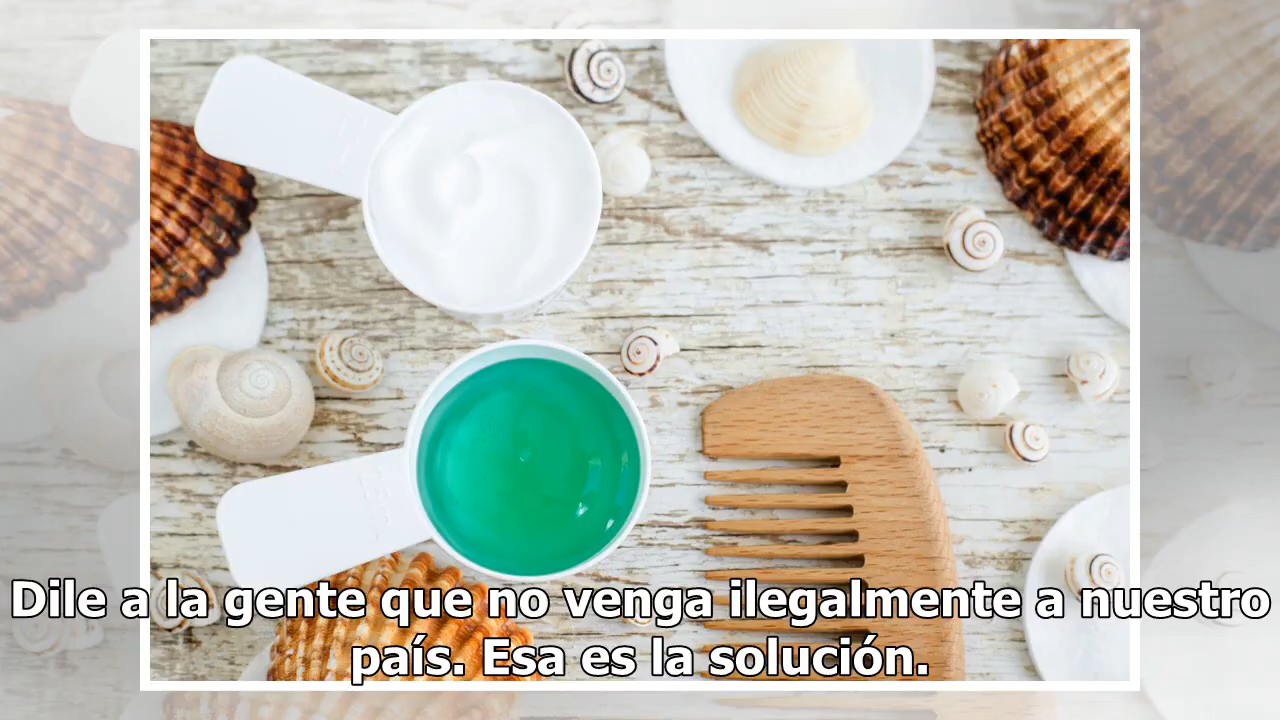 Dile a la gente que no venga ilegalmente a nuestro
país. Esa es la solución.